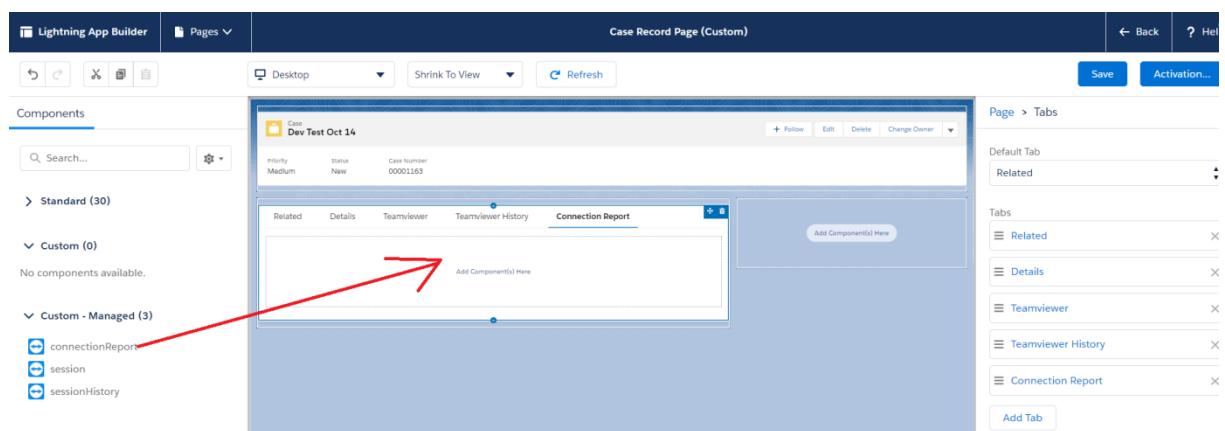 Lightning App Builder
Pages
Case Record Page (Custom)
Back
? Hel
Desktop
Shrink To View
Refresh
Save
Activation...
Components
Search...
Standard (30)
Custom (0)
No components available.
Custom - Managed (3)
connectionReport
session
sessionHistory
Case
Dev Test Oct 14
+ Follow
Edit
Delete
Change Owner
Priority
Status
Case Number
Medium
New
00001163
Related
Details
Teamviewer
Teamviewer History
Connection Report
Add Component(s) Here
Add Component(s) Here
Page > Tabs
Default Tab
Related
Tabs
Related
Details
Teamviewer
Teamviewer History
Connection Report
Add Tab